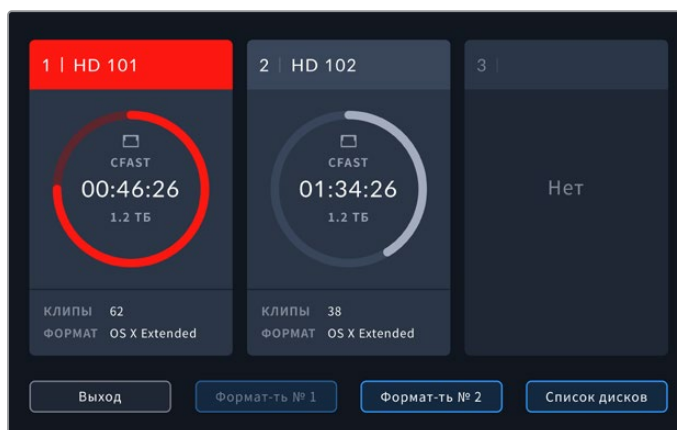 1 | HD 101
2 | HD 102
3 |
CFAST
00:46:26
1.2 ТБ
CFAST
01:34:26
1.2 ТБ
Нет
КЛИПЫ 62
ФОРМАТ OS X Extended
КЛИПЫ 38
ФОРМАТ OS X Extended
Выход
Формат-ть № 1
Формат-ть № 2
Список дисков